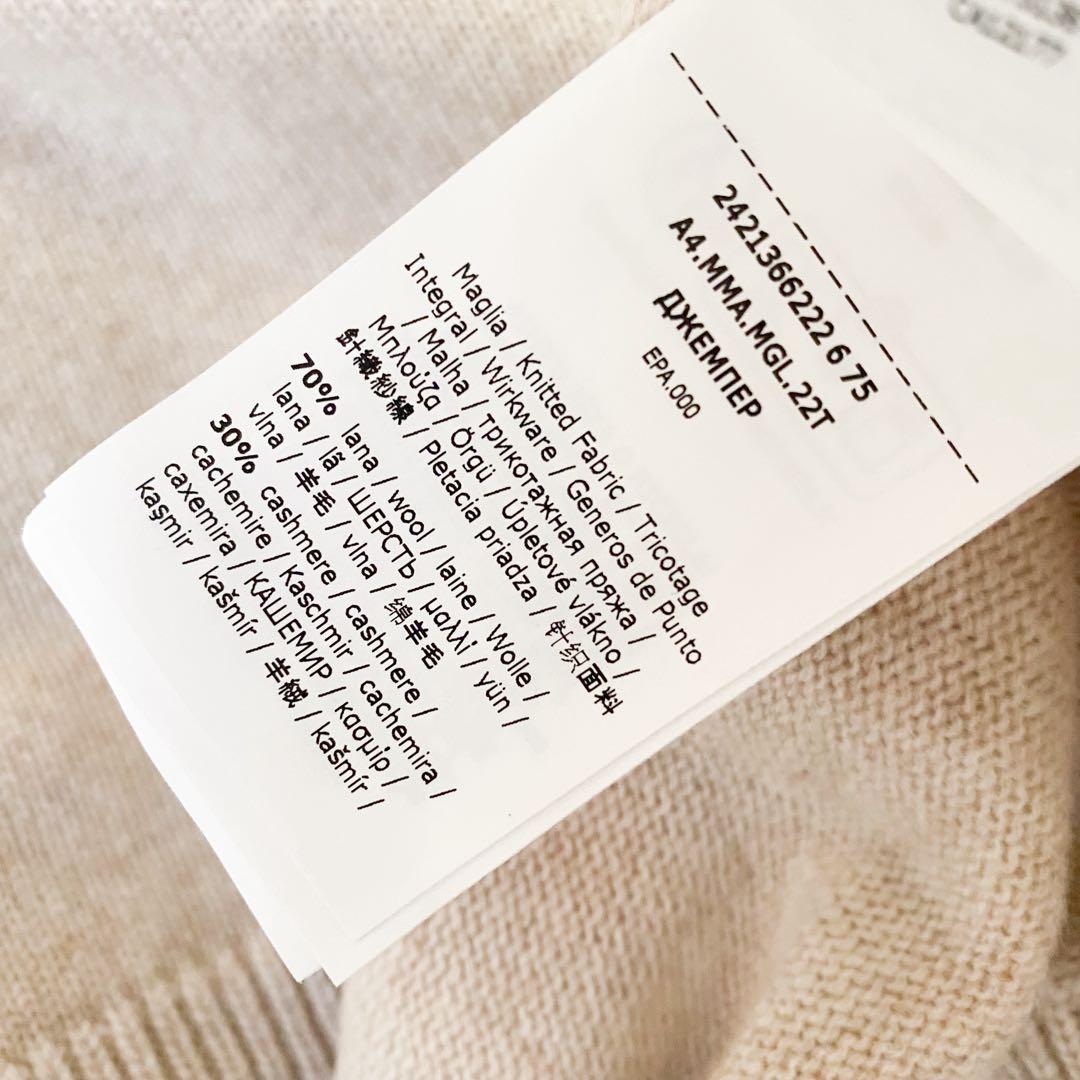 2421366222 6 75
A4.MMA.MGL.22T
ДЖЕМПЕР
EPA.000
Maglia / Knitted Fabric / Tricotage
Integral / Wirkware / Generos de Punto
/ Malha / трикотажная пряжа /
Μπλούζα / Örgü / Úpletové vlákno /
針織紗線 / Pletacia priadza / 针织面料
70% lana / wool / laine / Wolle /
lana / lã / ШЕРСТЬ / μαλλί / yün /
vlna / 羊毛 / vlna / 绵羊毛
30% cashmere / cashmere /
cachemire / Kaschmir / cachemira /
caxemira / КАШЕМИР / κασμίρ /
kaşmir / kašmír / 羊絨 / kašmír /